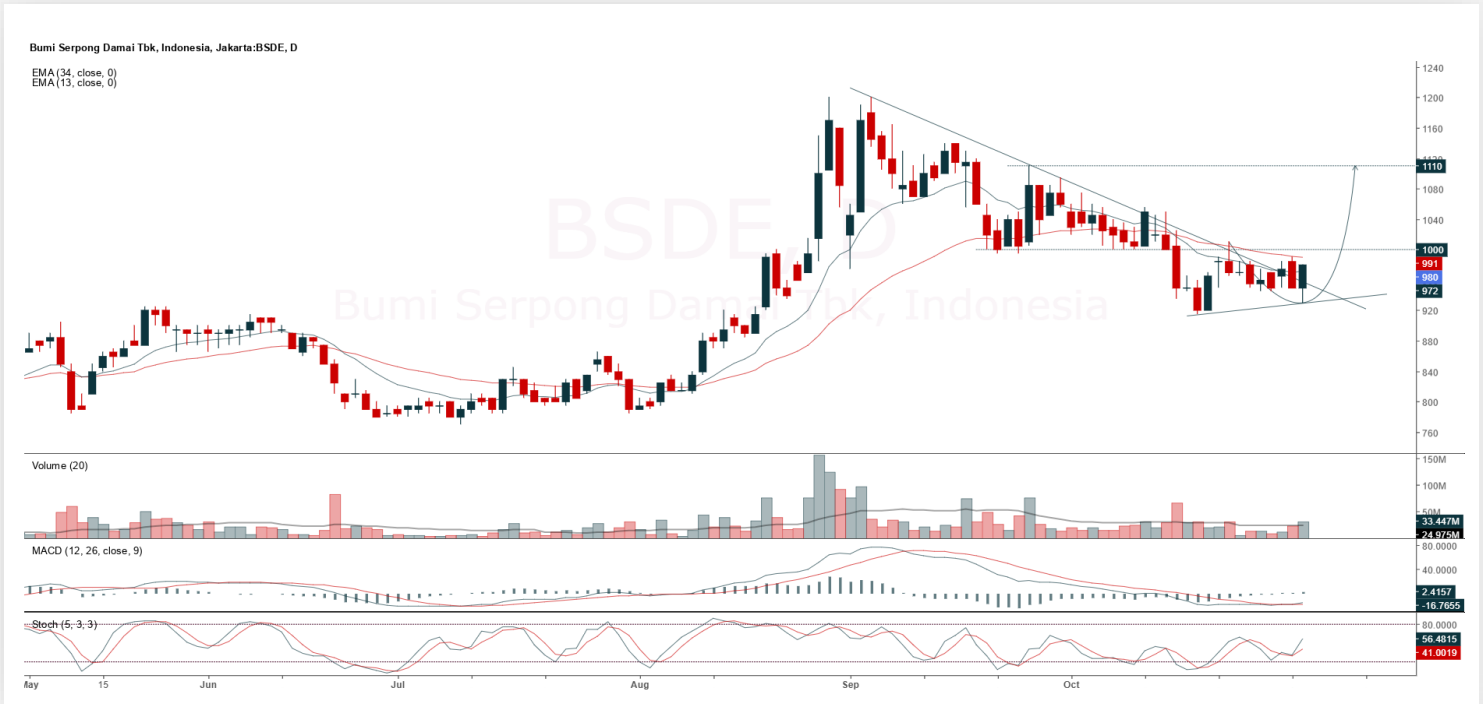 Bumi Serpong Damai Tbk, Indonesia, Jakarta:BSDE, D
EMA (34, close, 0)
EMA (13, close, 0)
BSDE, D
Bumi Serpong Damai Tbk, Indonesia
1240
1200
1160
1120
1110
1080
1040
1000
991
980
972
920
880
840
800
760
Volume (20)
150M
100M
50M
33.447M
24.975M
MACD (12, 26, close, 9)
80.0000
40.0000
2.4157
-16.7655
Stoch (5, 3, 3)
80.0000
56.4815
41.0019
May 15 Jun Jul Aug Sep Oct